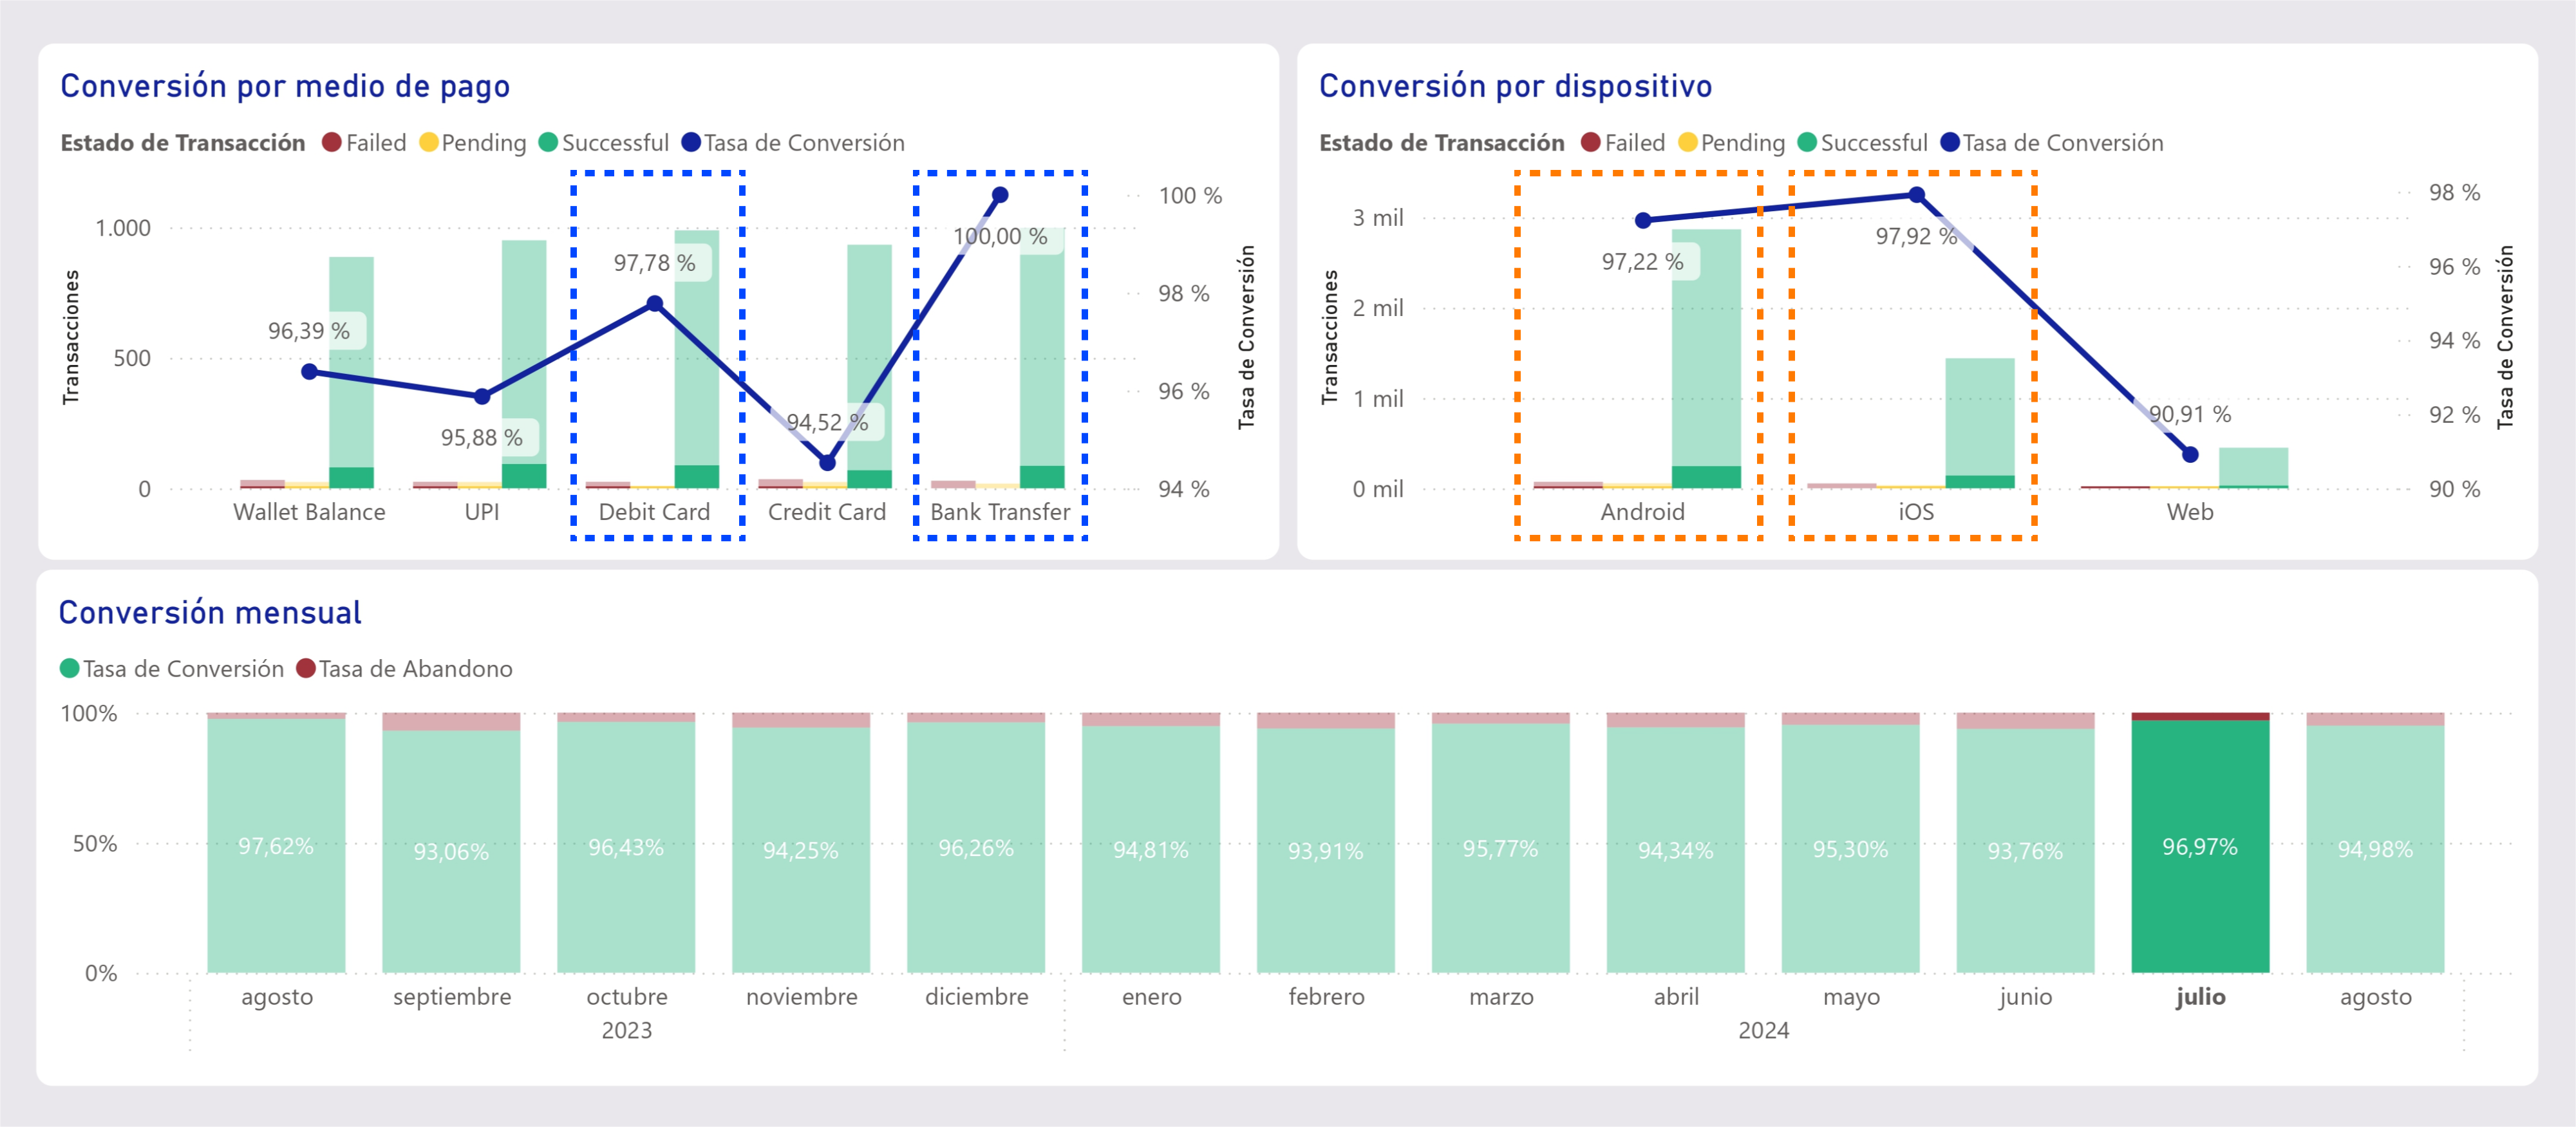 Conversión por medio de pago
Estado de Transacción Failed Pending Successful Tasa de Conversión
Transacciones
1.000
500
0
96,39 %
95,88 %
97,78 %
94,52 %
100,00 %
100 %
98 %
96 %
94 %
Tasa de Conversión
Wallet Balance UPI Debit Card Credit Card Bank Transfer
Conversión por dispositivo
Estado de Transacción Failed Pending Successful Tasa de Conversión
Transacciones
3 mil
2 mil
1 mil
0 mil
97,22 %
97,92 %
90,91 %
98 %
96 %
94 %
92 %
90 %
Tasa de Conversión
Android iOS Web
Conversión mensual
Tasa de Conversión Tasa de Abandono
100%
50%
0%
97,62% 93,06% 96,43% 94,25% 96,26% 94,81% 93,91% 95,77% 94,34% 95,30% 93,76% 96,97% 94,98%
agosto septiembre octubre noviembre diciembre enero febrero marzo abril mayo junio julio agosto
2023 2024